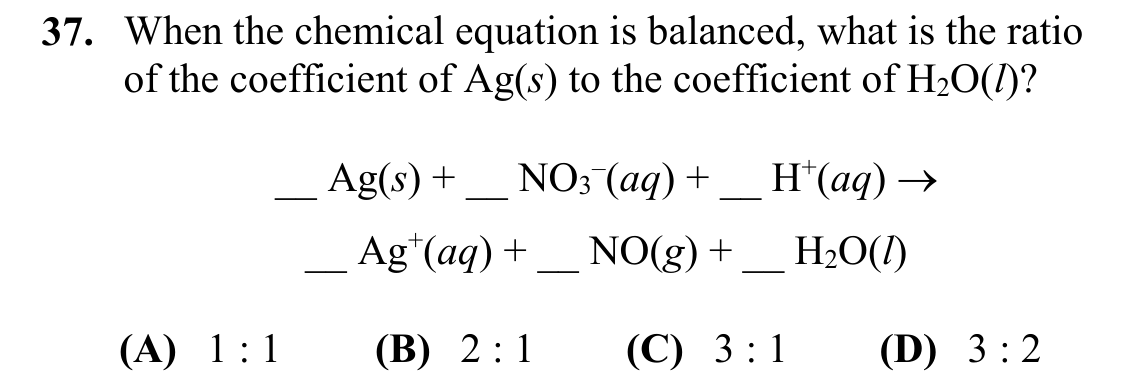 37. When the chemical equation is balanced, what is the ratio
of the coefficient of Ag(s) to the coefficient of H₂O(l)?
__ Ag(s) + __ NO₃⁻(aq) + __ H⁺(aq) →
__ Ag⁺(aq) + __ NO(g) + __ H₂O(l)
(A) 1 : 1 (B) 2 : 1 (C) 3 : 1 (D) 3 : 2